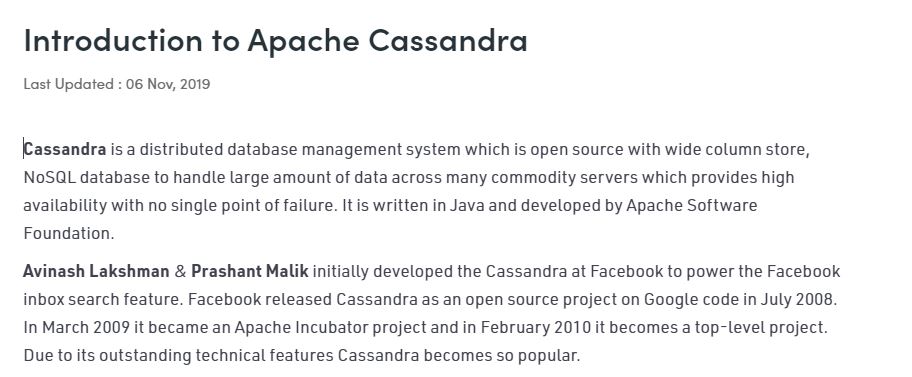 Introduction to Apache Cassandra
Last Updated : 06 Nov, 2019
Cassandra is a distributed database management system which is open source with wide column store,
NoSQL database to handle large amount of data across many commodity servers which provides high
availability with no single point of failure. It is written in Java and developed by Apache Software
Foundation.
Avinash Lakshman & Prashant Malik initially developed the Cassandra at Facebook to power the Facebook
inbox search feature. Facebook released Cassandra as an open source project on Google code in July 2008.
In March 2009 it became an Apache Incubator project and in February 2010 it becomes a top-level project.
Due to its outstanding technical features Cassandra becomes so popular.